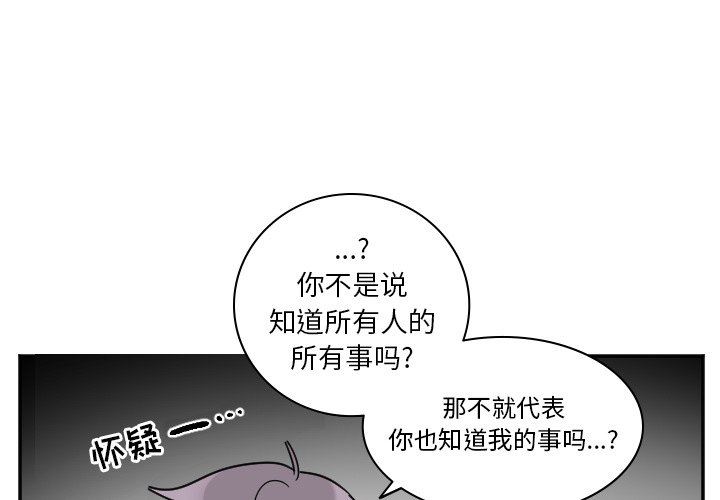 ...?
你不是说
知道所有人的
所有事吗?
那不就代表
你也知道我的事吗...?
怀疑—...